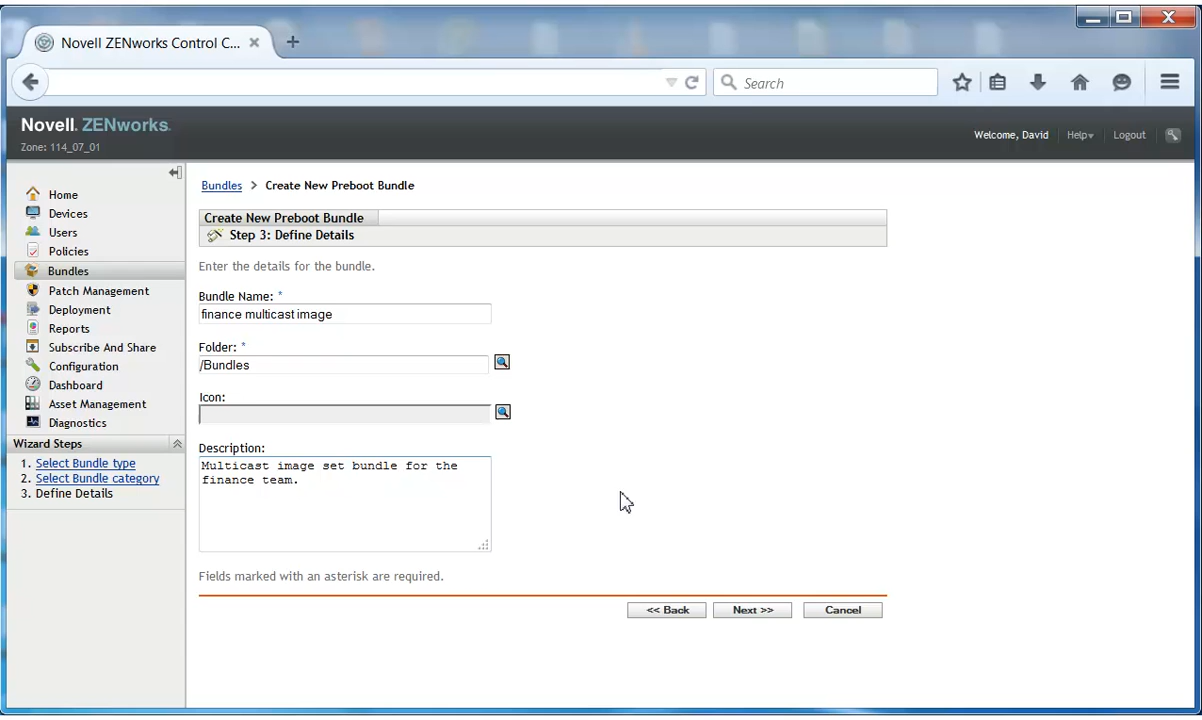 Novell ZENworks Control C...
Search
Novell ZENworks
Zone: 114_07_01
Welcome, David
Help
Logout
Home
Devices
Users
Policies
Bundles
Patch Management
Deployment
Reports
Subscribe And Share
Configuration
Dashboard
Asset Management
Diagnostics
Wizard Steps
1. Select Bundle type
2. Select Bundle category
3. Define Details
Bundles > Create New Preboot Bundle
Create New Preboot Bundle
Step 3: Define Details
Enter the details for the bundle.
Bundle Name: *
finance multicast image
Folder: *
/Bundles
Icon:
Description:
Multicast image set bundle for the
finance team.
Fields marked with an asterisk are required.
<< Back
Next >>
Cancel